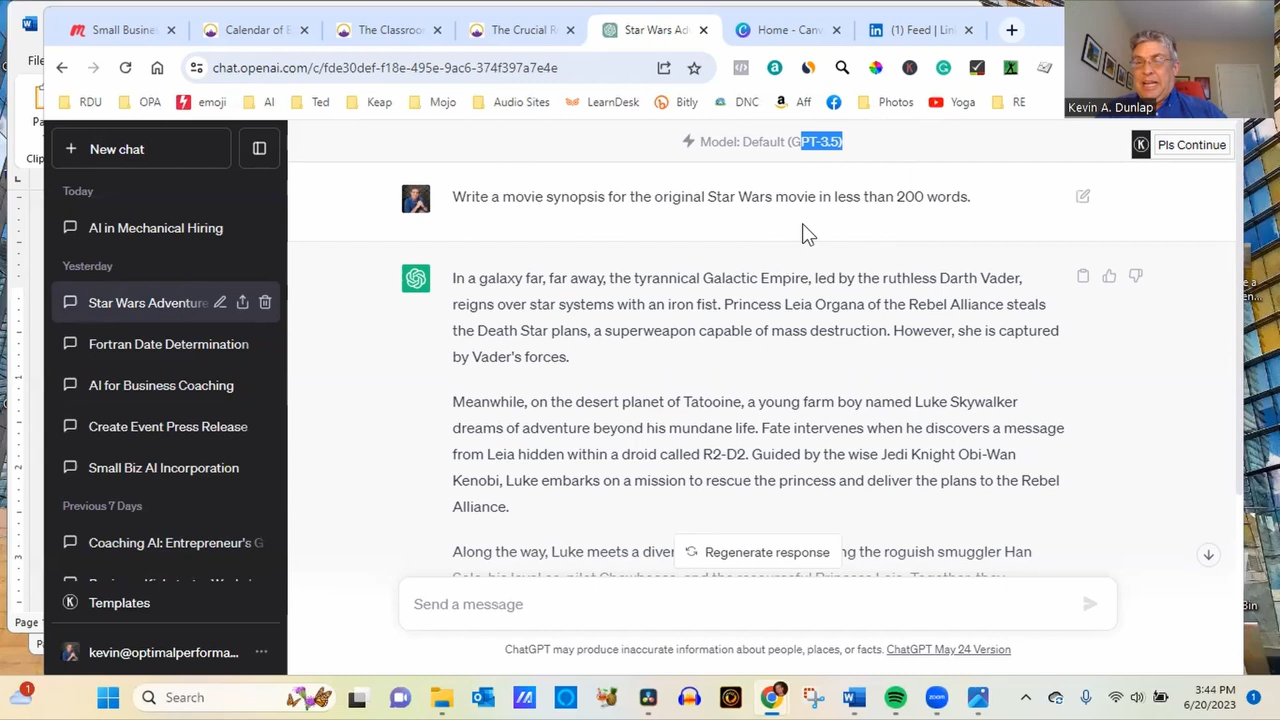 Small Busine
Calendar of E
The Classroo
The Crucial R
Star Wars Ad
Home - Canv
(1) Feed | Lin
chat.openai.com/c/fde30def-f18e-495e-9ac6-374f397a7e4e
RDU
OPA
emoji
AI
Ted
Keap
Mojo
Audio Sites
LearnDesk
Bitly
DNC
Aff
Photos
Yoga
RE
Kevin A. Dunlap
File
Pa
Clip
New chat
Model: Default (GPT-3.5)
Pls Continue
Today
AI in Mechanical Hiring
Yesterday
Star Wars Adventure
Fortran Date Determination
AI for Business Coaching
Create Event Press Release
Small Biz AI Incorporation
Previous 7 Days
Coaching AI: Entrepreneur's G
Templates
kevin@optimalperforma...
Write a movie synopsis for the original Star Wars movie in less than 200 words.
In a galaxy far, far away, the tyrannical Galactic Empire, led by the ruthless Darth Vader,
reigns over star systems with an iron fist. Princess Leia Organa of the Rebel Alliance steals
the Death Star plans, a superweapon capable of mass destruction. However, she is captured
by Vader's forces.
Meanwhile, on the desert planet of Tatooine, a young farm boy named Luke Skywalker
dreams of adventure beyond his mundane life. Fate intervenes when he discovers a message
from Leia hidden within a droid called R2-D2. Guided by the wise Jedi Knight Obi-Wan
Kenobi, Luke embarks on a mission to rescue the princess and deliver the plans to the Rebel
Alliance.
Along the way, Luke meets a diver
ng the roguish smuggler Han
Regenerate response
Send a message
ChatGPT may produce inaccurate information about people, places, or facts. ChatGPT May 24 Version
Page
Bin
1
Search
3:44 PM
6/20/2023
1